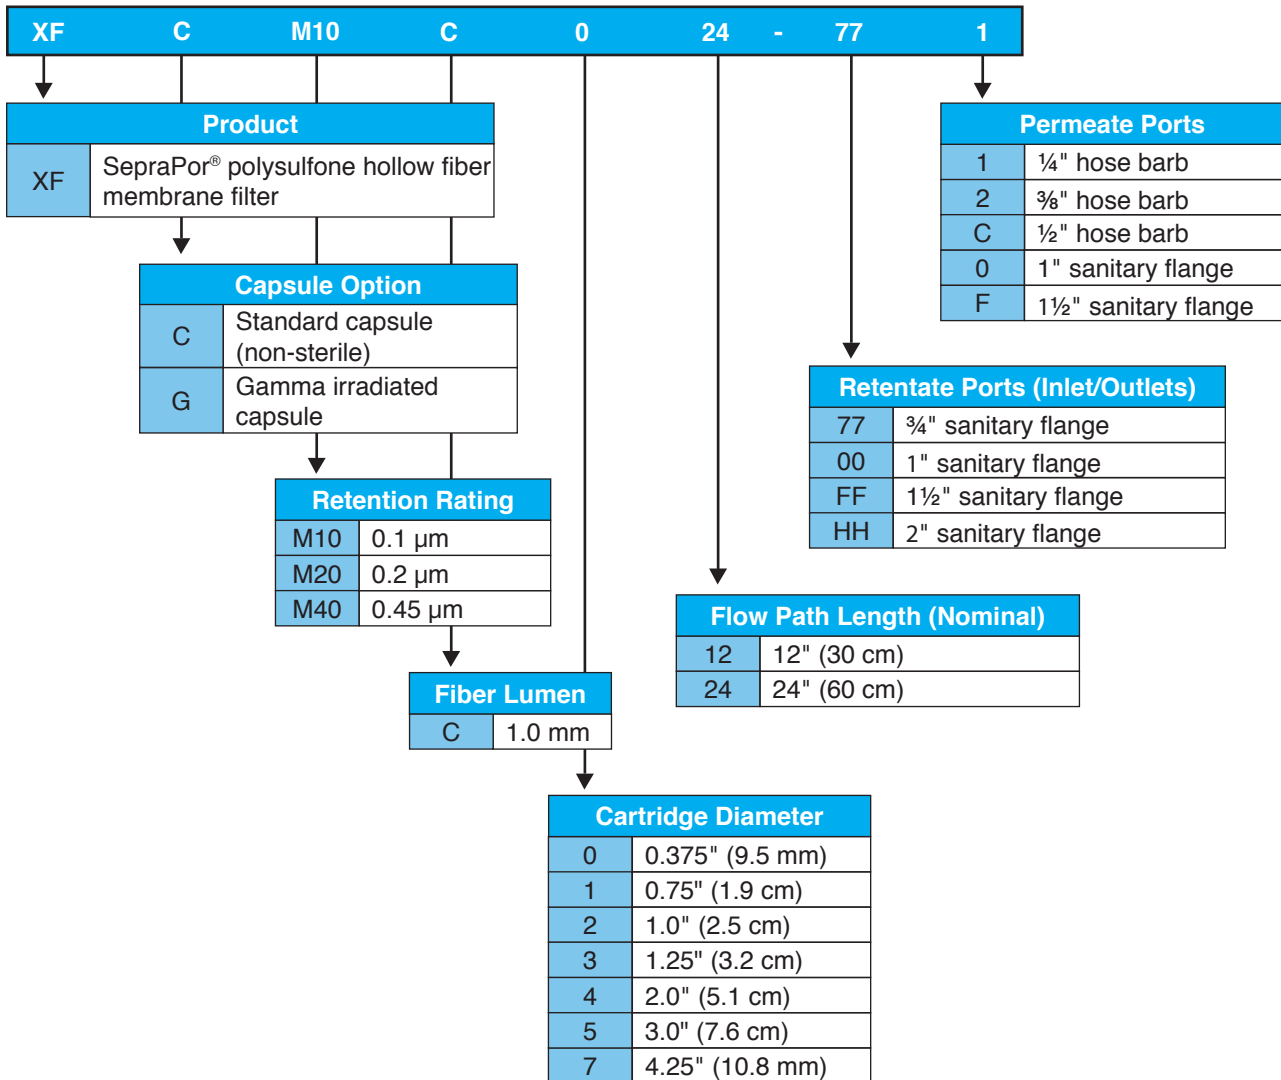 XF C M10 C 0 24 - 77 1
Product
XF SepraPor® polysulfone hollow fiber
membrane filter
Capsule Option
C Standard capsule
(non-sterile)
G Gamma irradiated
capsule
Retention Rating
M10 0.1 µm
M20 0.2 µm
M40 0.45 µm
Fiber Lumen
C 1.0 mm
Cartridge Diameter
0 0.375" (9.5 mm)
1 0.75" (1.9 cm)
2 1.0" (2.5 cm)
3 1.25" (3.2 cm)
4 2.0" (5.1 cm)
5 3.0" (7.6 cm)
7 4.25" (10.8 mm)
Flow Path Length (Nominal)
12 12" (30 cm)
24 24" (60 cm)
Retentate Ports (Inlet/Outlets)
77 ¾" sanitary flange
00 1" sanitary flange
FF 1½" sanitary flange
HH 2" sanitary flange
Permeate Ports
1 ¼" hose barb
2 ⅜" hose barb
C ½" hose barb
0 1" sanitary flange
F 1½" sanitary flange